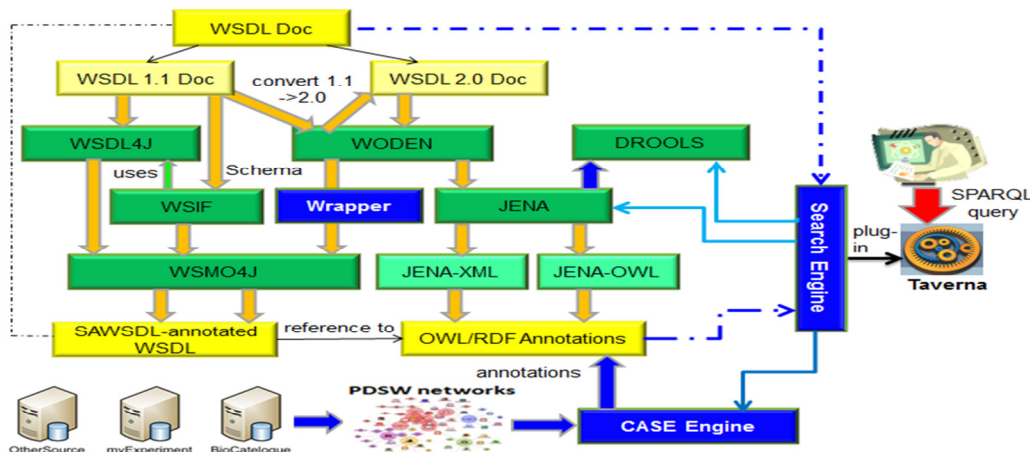 WSDL Doc
WSDL 1.1 Doc
convert 1.1
->2.0
WSDL 2.0 Doc
WSDL4J
WODEN
DROOLS
uses
Schema
WSIF
Wrapper
JENA
Search Engine
SPARQL
query
plug-
in
Taverna
WSMO4J
JENA-XML
JENA-OWL
SAWSDL-annotated
WSDL
reference to
OWL/RDF Annotations
annotations
PDSW networks
CASE Engine
OtherSource
myExperiment
BioCatelogue